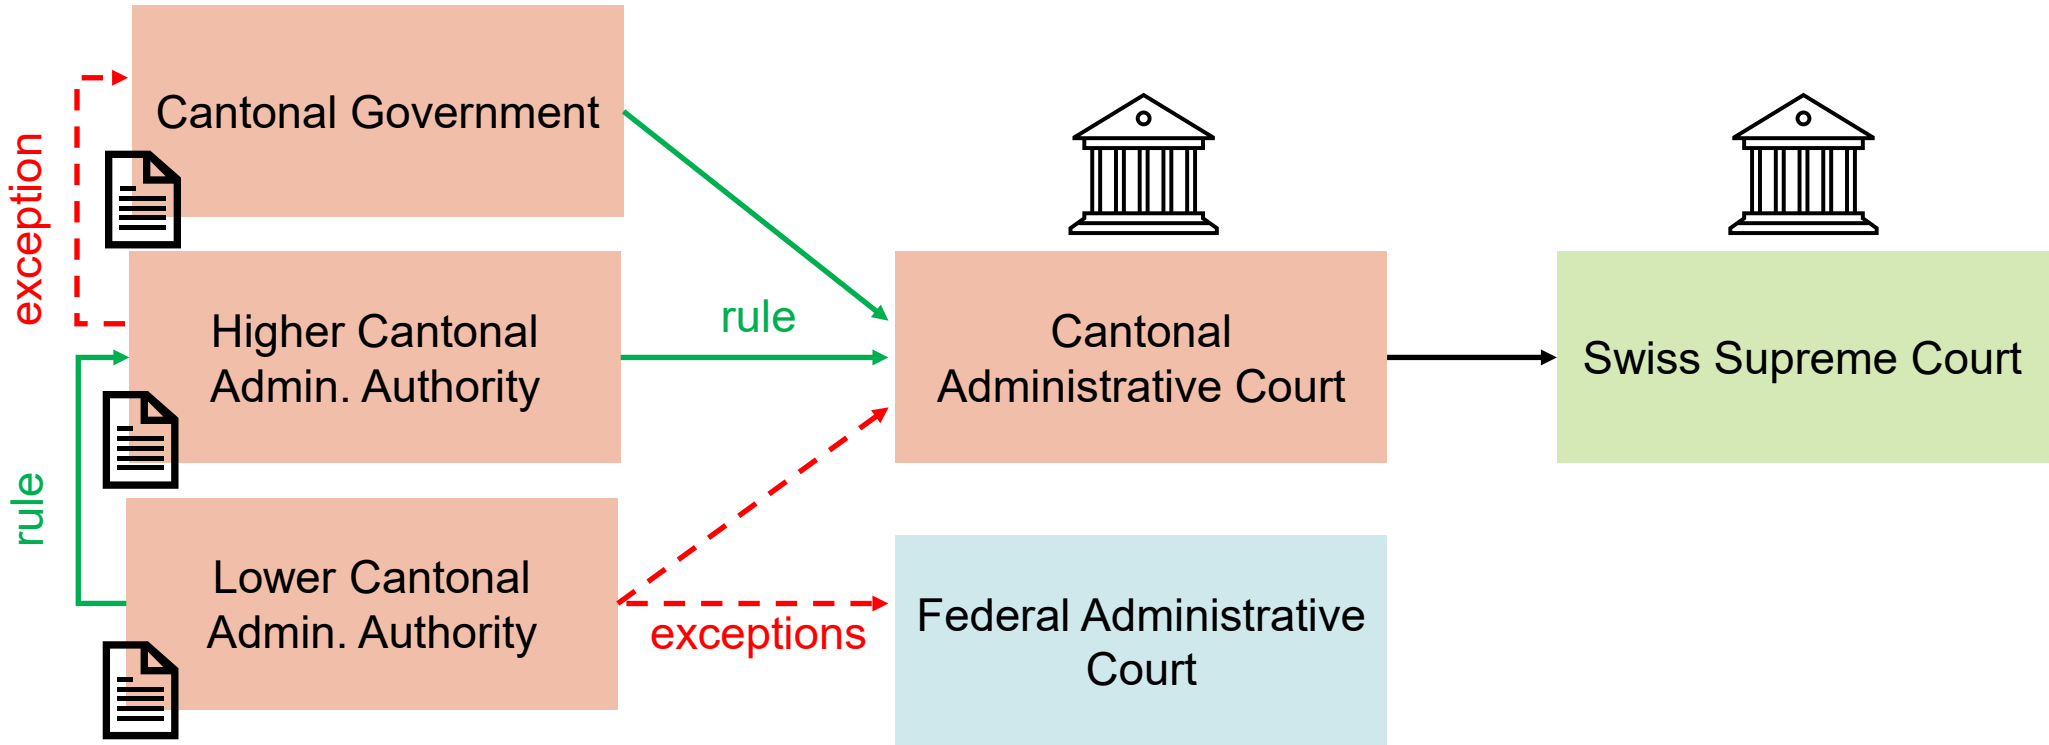 Cantonal Government
exception
Higher Cantonal
Admin. Authority
rule
Cantonal
Administrative Court
Swiss Supreme Court
rule
Lower Cantonal
Admin. Authority
exceptions
Federal Administrative
Court